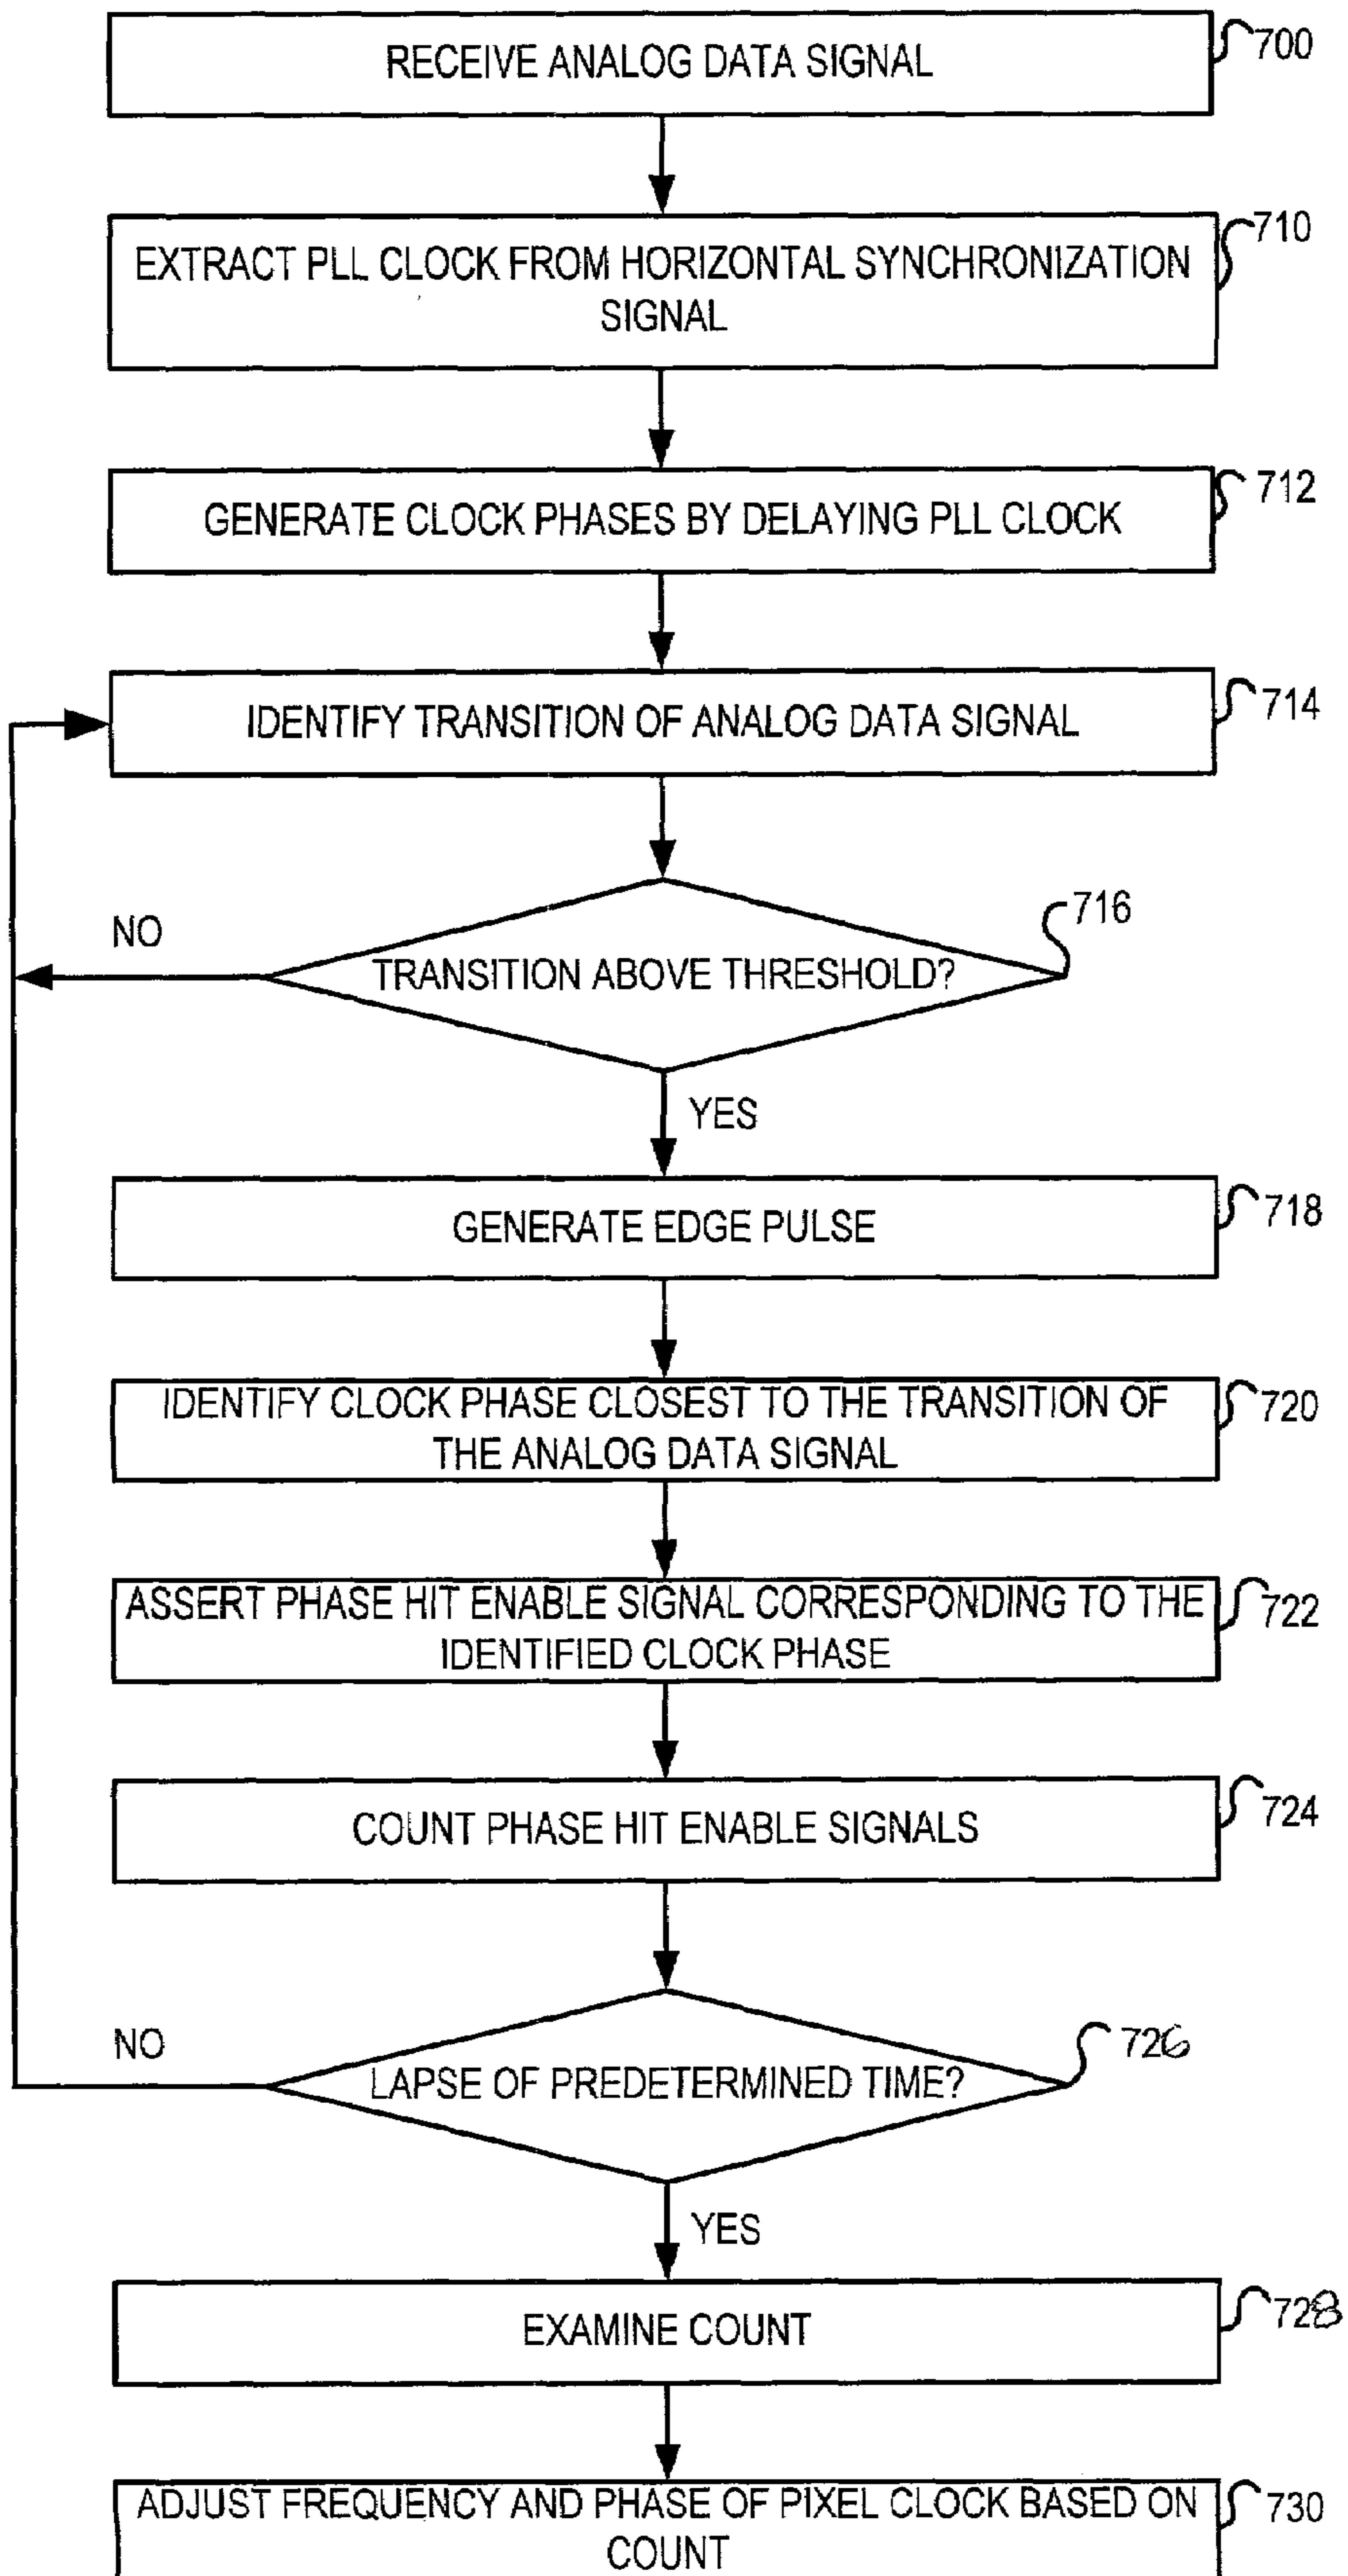 RECEIVE ANALOG DATA SIGNAL
700
EXTRACT PLL CLOCK FROM HORIZONTAL SYNCHRONIZATION
SIGNAL
710
GENERATE CLOCK PHASES BY DELAYING PLL CLOCK
712
IDENTIFY TRANSITION OF ANALOG DATA SIGNAL
714
NO
TRANSITION ABOVE THRESHOLD?
716
YES
GENERATE EDGE PULSE
718
IDENTIFY CLOCK PHASE CLOSEST TO THE TRANSITION OF
THE ANALOG DATA SIGNAL
720
ASSERT PHASE HIT ENABLE SIGNAL CORRESPONDING TO THE
IDENTIFIED CLOCK PHASE
722
COUNT PHASE HIT ENABLE SIGNALS
724
NO
LAPSE OF PREDETERMINED TIME?
726
YES
EXAMINE COUNT
728
ADJUST FREQUENCY AND PHASE OF PIXEL CLOCK BASED ON
COUNT
730